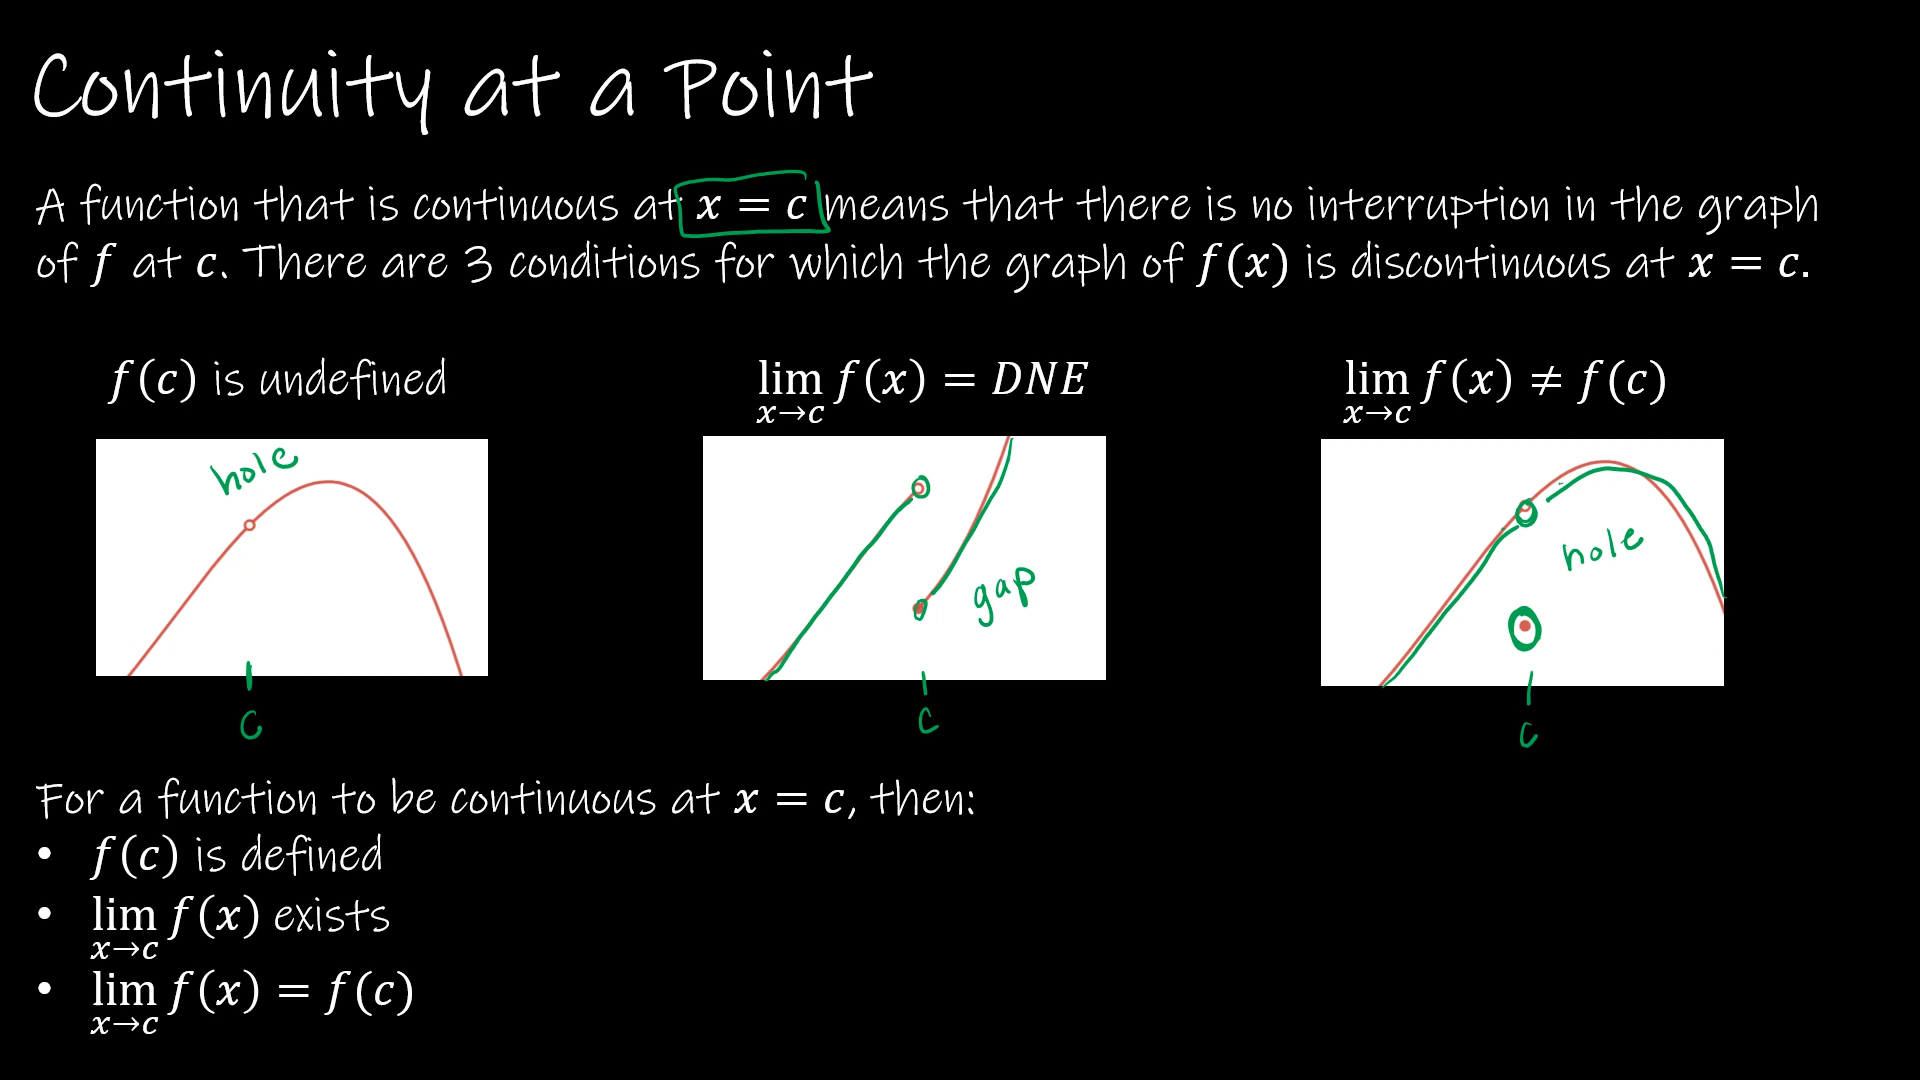 Continuity at a Point
A function that is continuous at x = c means that there is no interruption in the graph
of f at c. There are 3 conditions for which the graph of f(x) is discontinuous at x = c.
f(c) is undefined
lim f(x) = DNE
x→c
lim f(x) ≠ f(c)
x→c
hole
gap
hole
c
c
c
For a function to be continuous at x = c, then:
• f(c) is defined
• lim f(x) exists
x→c
• lim f(x) = f(c)
x→c